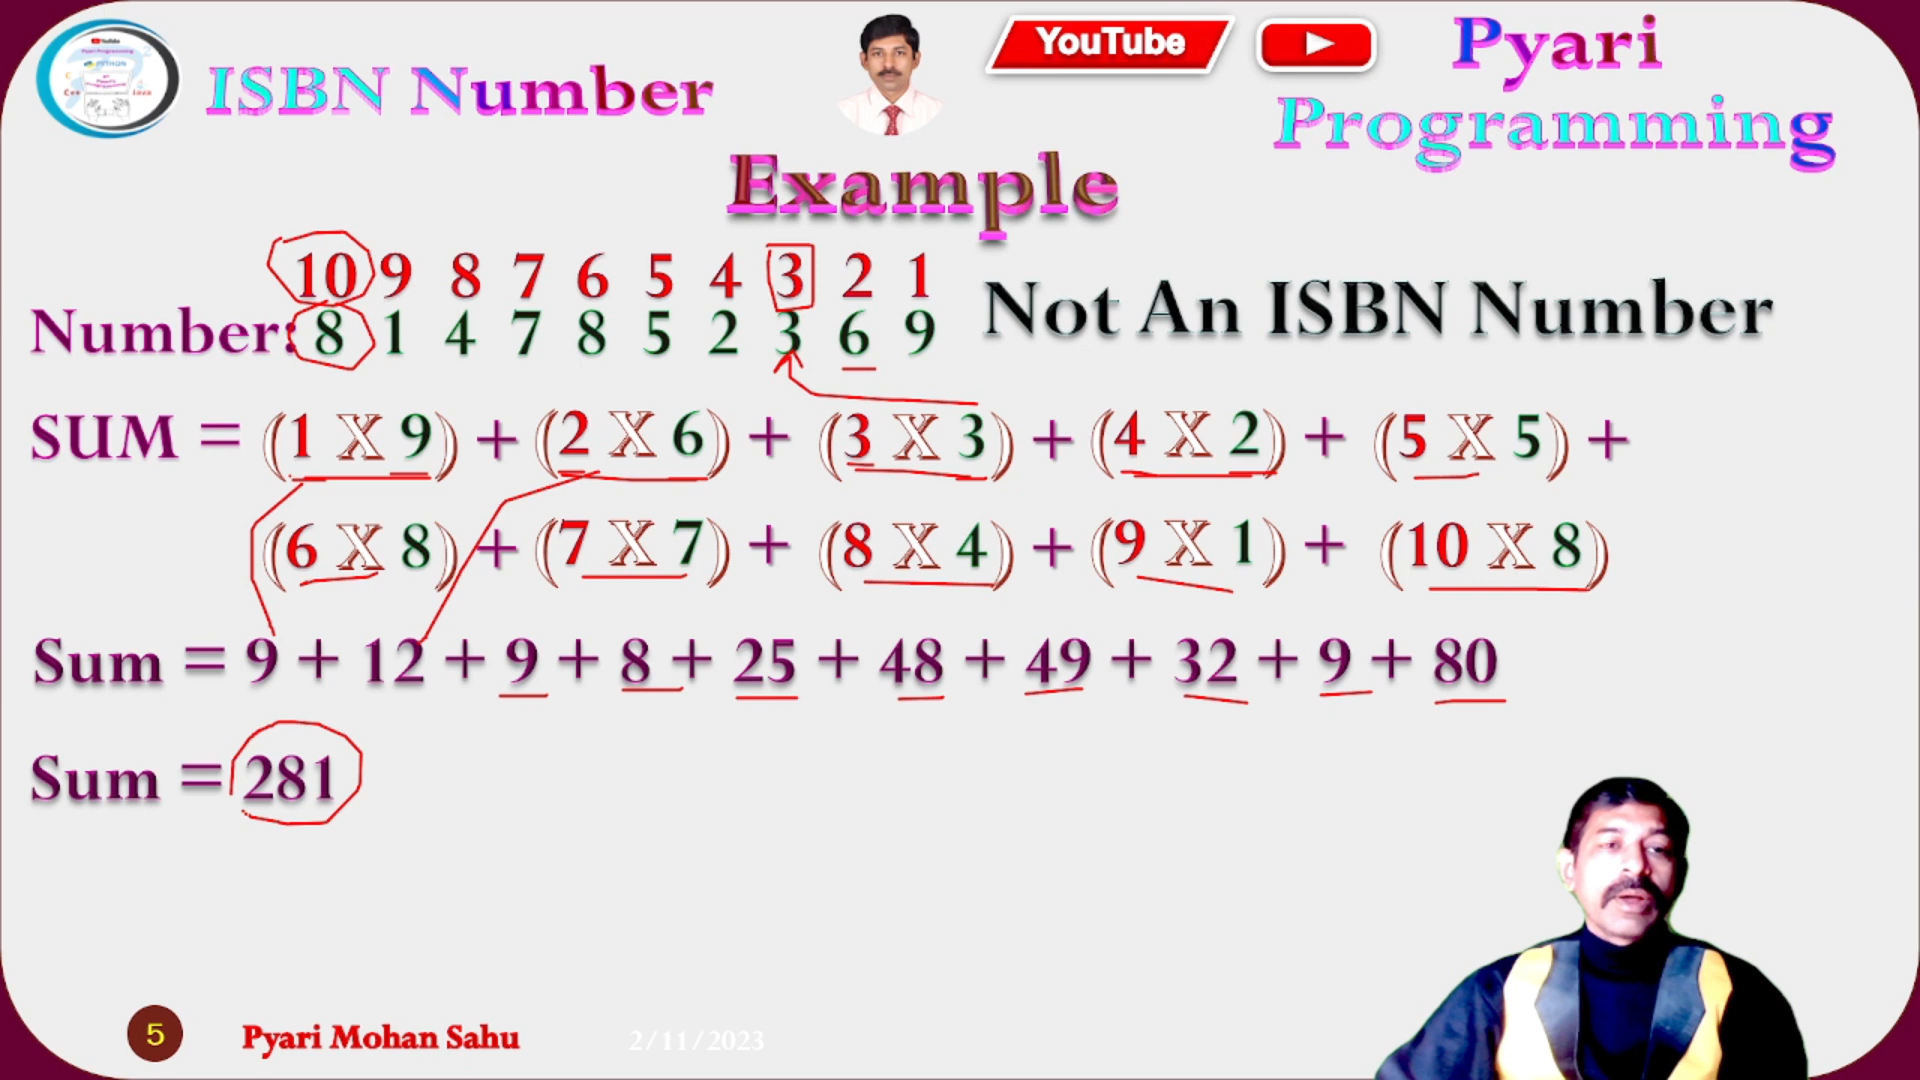 ISBN Number
YouTube
Pyari
Programming
Example
10 9 8 7 6 5 4 3 2 1
Number: 8 1 4 7 8 5 2 3 6 9
Not An ISBN Number
SUM = (1 X 9) + (2 X 6) + (3 X 3) + (4 X 2) + (5 X 5) +
(6 X 8) + (7 X 7) + (8 X 4) + (9 X 1) + (10 X 8)
Sum = 9 + 12 + 9 + 8 + 25 + 48 + 49 + 32 + 9 + 80
Sum = 281
5
Pyari Mohan Sahu
2/11/2023